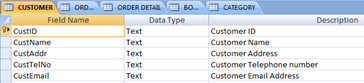 CUSTOMER ORD... ORDER DETAIL BO... CATEGORY
Field Name Data Type Description
CustID Text Customer ID
CustName Text Customer Name
CustAddr Text Customer Address
CustTelNo Text Customer Telephone number
CustEmail Text Customer Email Address